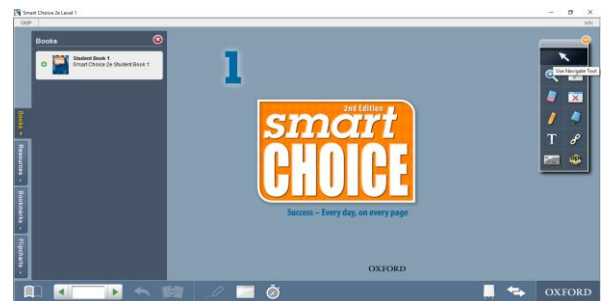 Smart Choice 2e Level 1
OUP
Info
Books
Student Book 1
Smart Choice 2e Student Book 1
Use Navigate Tool
Books
Resources
Bookmarks
Flipcharts
1
2nd Edition
smart
CHOICE
Success – Every day, on every page
OXFORD
T
OXFORD